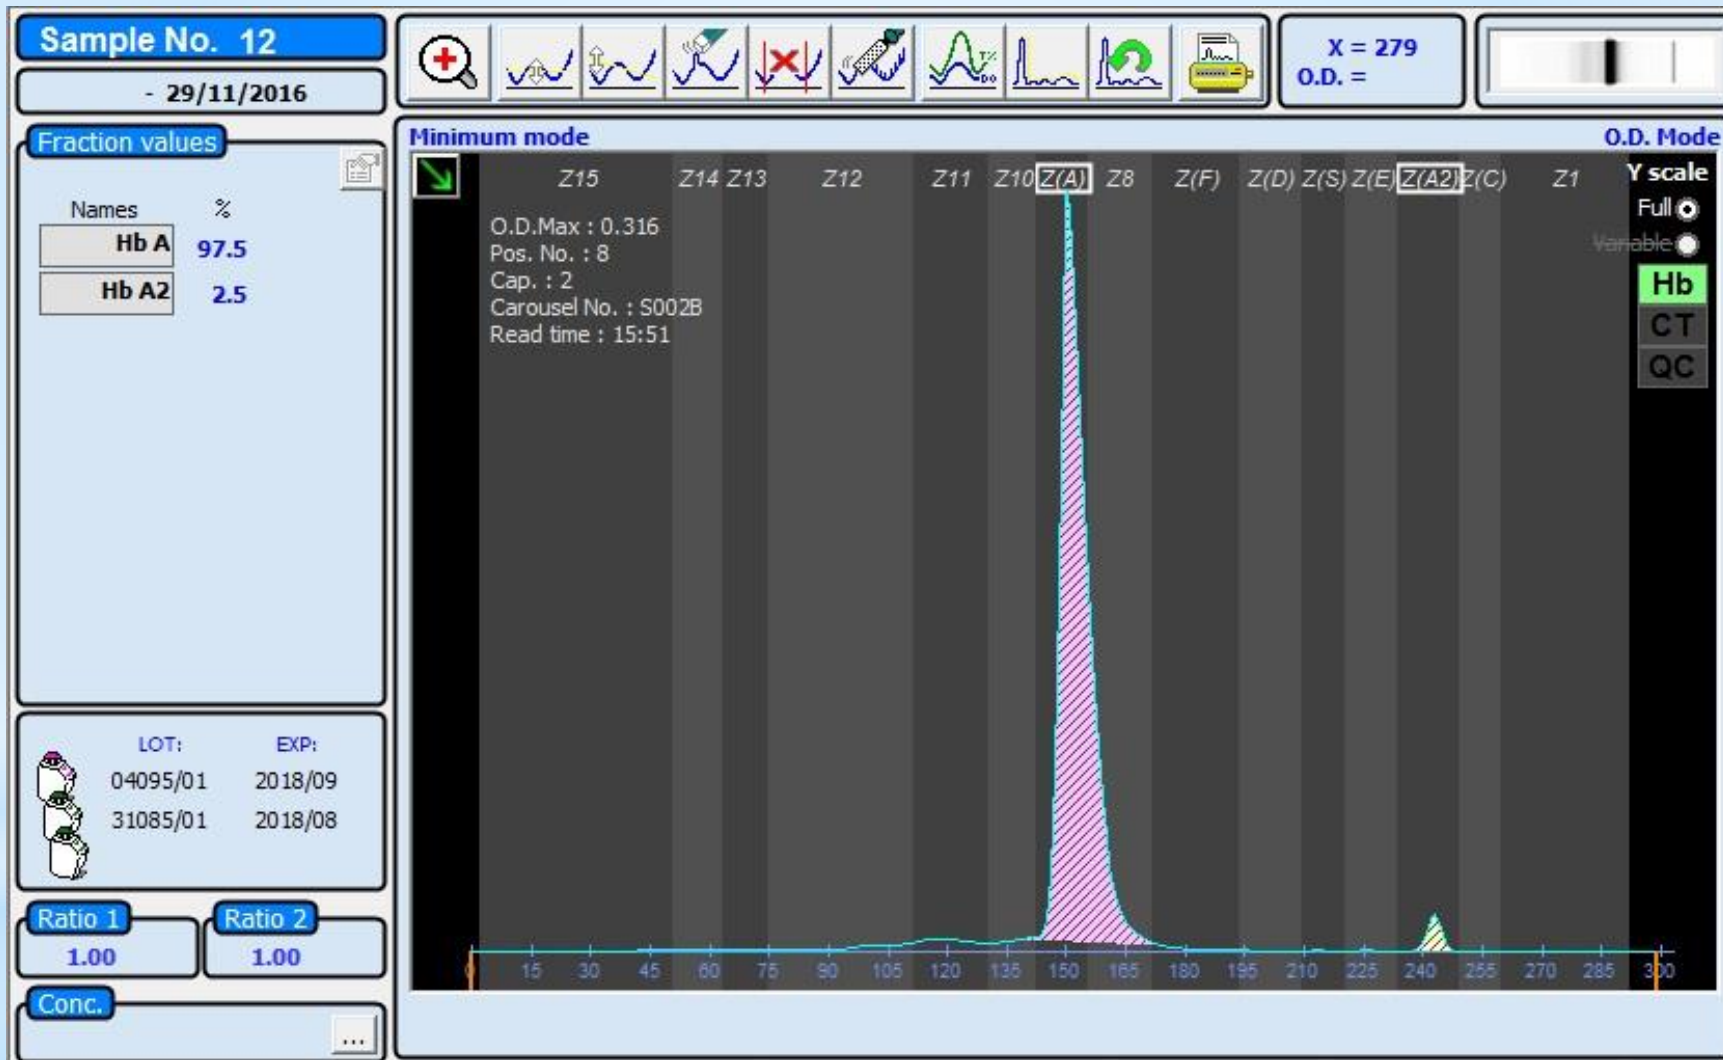 Sample No. 12
- 29/11/2016
X = 279
O.D. =
Fraction values
Names %
Hb A 97.5
Hb A2 2.5
LOT: EXP:
04095/01 2018/09
31085/01 2018/08
Ratio 1 Ratio 2
1.00 1.00
Conc.
...
Minimum mode O.D. Mode
Z15 Z14 Z13 Z12 Z11 Z10 Z(A) Z8 Z(F) Z(D) Z(S) Z(E) Z(A2) Z(C) Z1
Y scale
Full
Variable
Hb
CT
QC
O.D.Max : 0.316
Pos. No. : 8
Cap. : 2
Carousel No. : S002B
Read time : 15:51
0 15 30 45 60 75 90 105 120 135 150 165 180 195 210 225 240 255 270 285 300